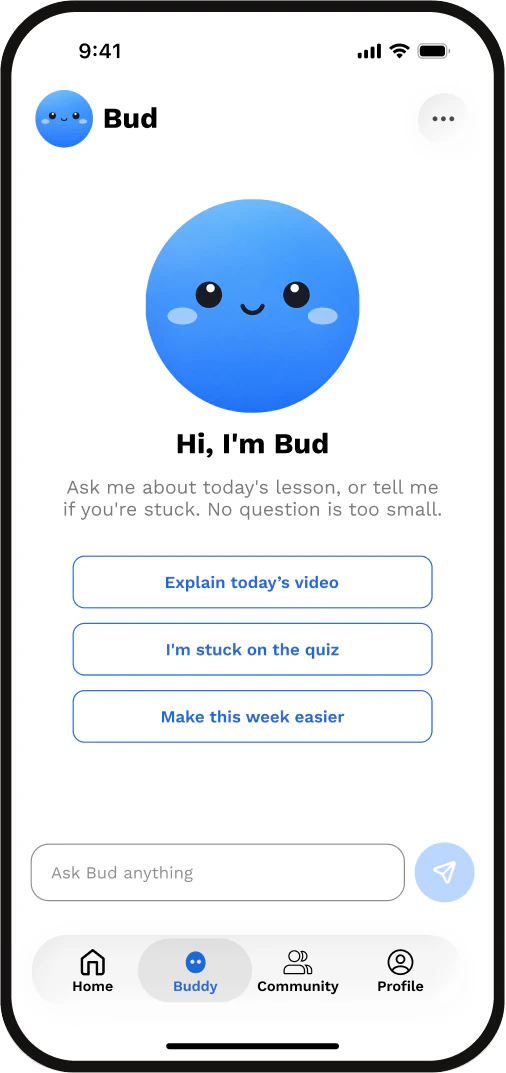 9:41
Bud
Hi, I'm Bud
Ask me about today's lesson, or tell me
if you're stuck. No question is too small.
Explain today’s video
I'm stuck on the quiz
Make this week easier
Ask Bud anything
Home
Buddy
Community
Profile